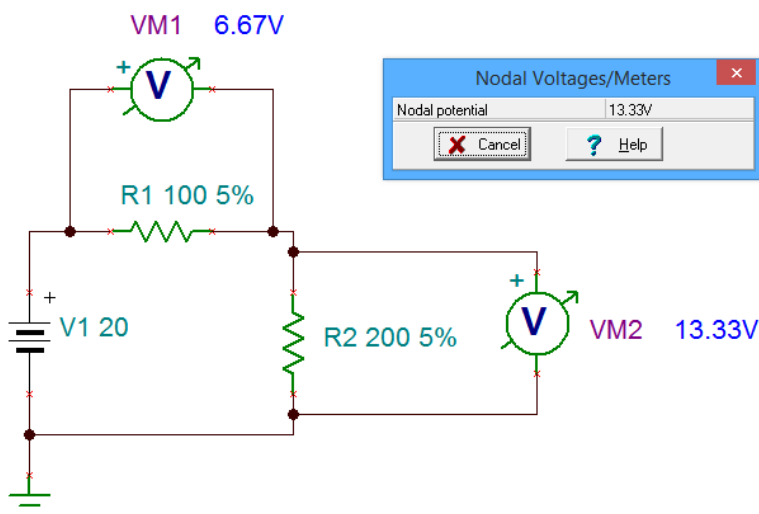 VM1 6.67V
+
V
Nodal Voltages/Meters
Nodal potential 13.33V
Cancel
? Help
R1 100 5%
+
V1 20
R2 200 5%
+
V
VM2 13.33V